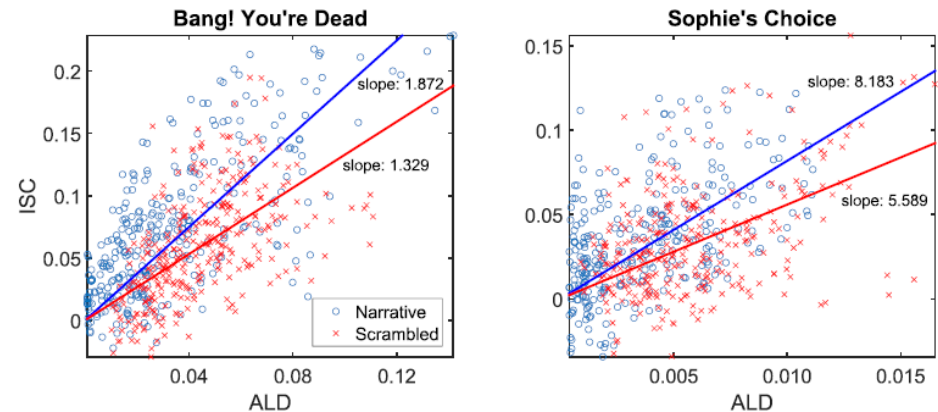 Bang! You're Dead
0.2
0.15
0.1
0.05
0
ISC
slope: 1.872
slope: 1.329
Narrative
Scrambled
0.04
0.08
0.12
ALD
Sophie's Choice
0.15
0.1
0.05
0
slope: 8.183
slope: 5.589
0.005
0.010
0.015
ALD